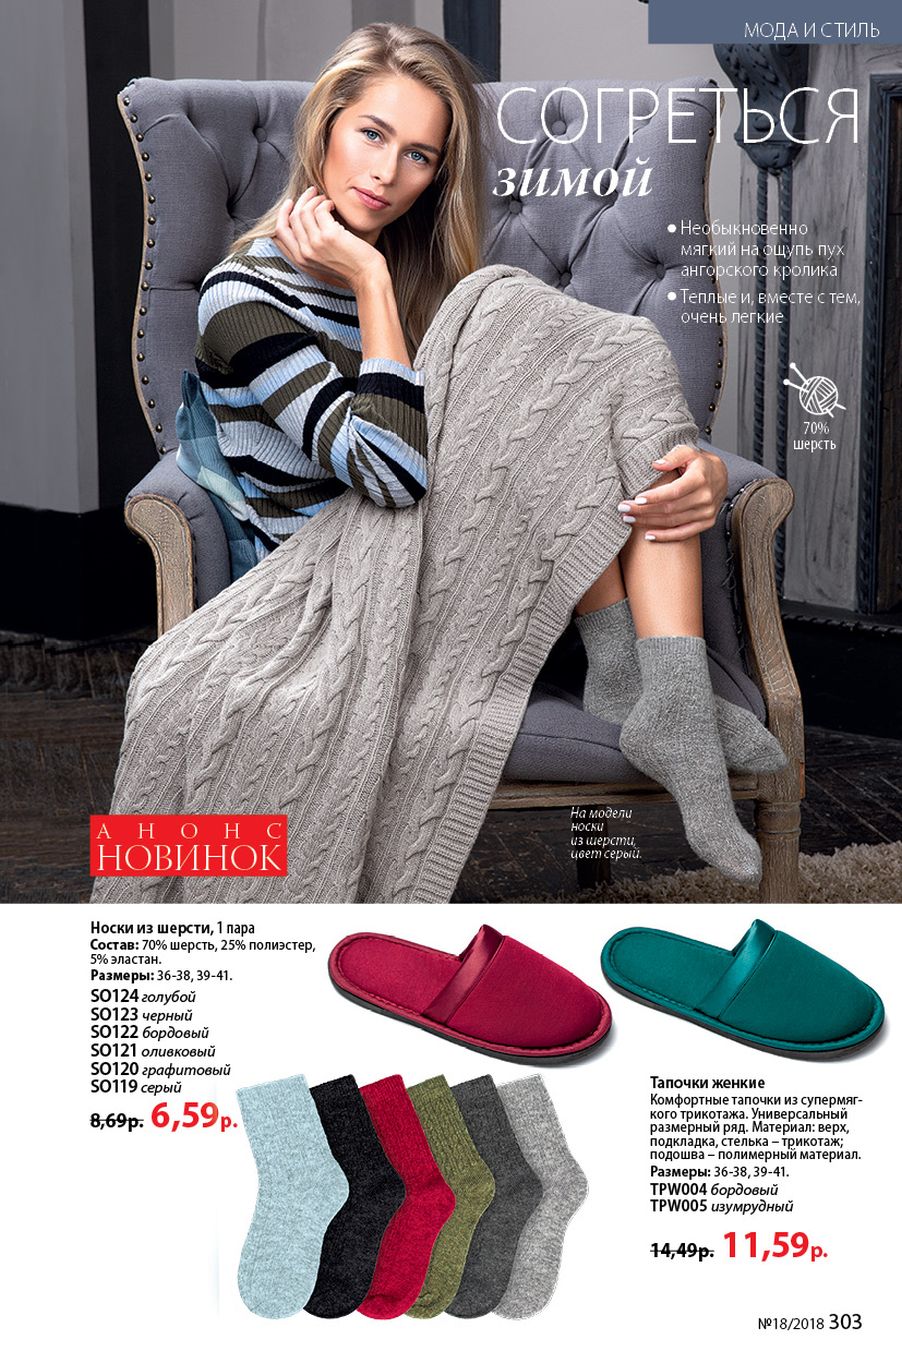 МОДА И СТИЛЬ
СОГРЕТЬСЯ
зимой
• Необыкновенно
мягкий на ощупь пух
ангорского кролика
• Теплые и, вместе с тем,
очень легкие
70%
шерсть
На модели
носки
из шерсти,
цвет серый.
АНОНС
НОВИНОК
Носки из шерсти, 1 пара
Состав: 70% шерсть, 25% полиэстер,
5% эластан.
Размеры: 36-38, 39-41.
SO124 голубой
SO123 черный
SO122 бордовый
SO121 оливковый
SO120 графитовый
SO119 серый
8,69р. 6,59р.
Тапочки женкие
Комфортные тапочки из супермяг-
кого трикотажа. Универсальный
размерный ряд. Материал: верх,
подкладка, стелька – трикотаж;
подошва – полимерный материал.
Размеры: 36-38, 39-41.
TPW004 бордовый
TPW005 изумрудный
14,49р. 11,59р.
№18/2018 303